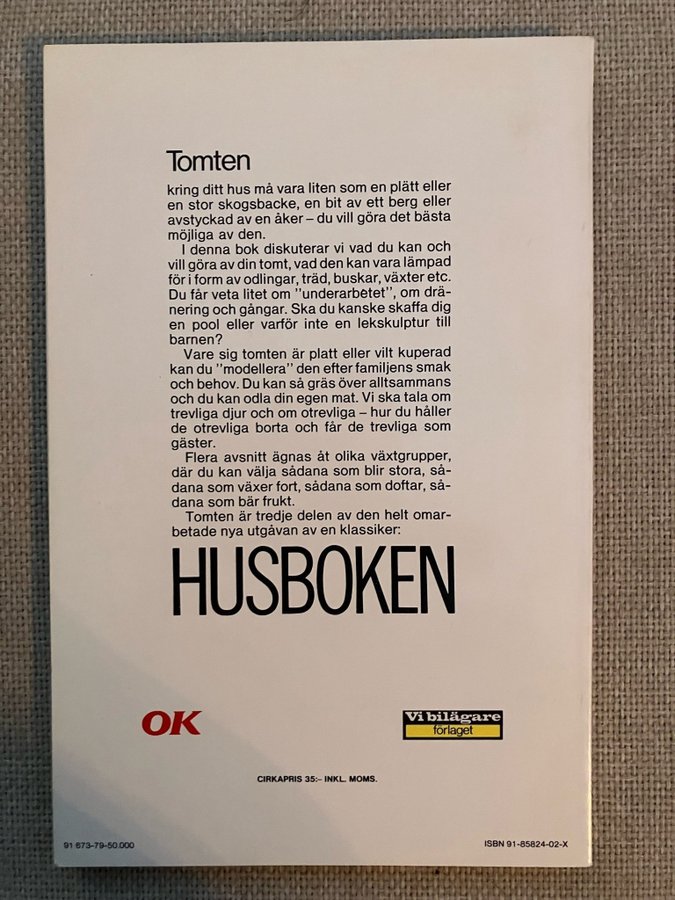 Tomten
kring ditt hus må vara liten som en plätt eller
en stor skogsbacke, en bit av ett berg eller
avstyckad av en åker – du vill göra det bästa
möjliga av den.
I denna bok diskuterar vi vad du kan och
vill göra av din tomt, vad den kan vara lämpad
för i form av odlingar, träd, buskar, växter etc.
Du får veta litet om "underarbetet", om drä-
nering och gångar. Ska du kanske skaffa dig
en pool eller varför inte en lekskulptur till
barnen?
Vare sig tomten är platt eller vilt kuperad
kan du "modellera" den efter familjens smak
och behov. Du kan så gräs över alltsammans
och du kan odla din egen mat. Vi ska tala om
trevliga djur och om otrevliga – hur du håller
de otrevliga borta och får de trevliga som
gäster.
Flera avsnitt ägnas åt olika växtgrupper,
där du kan välja sådana som blir stora, så-
dana som växer fort, sådana som doftar, så-
dana som bär frukt.
Tomten är tredje delen av den helt omar-
betade nya utgåvan av en klassiker:
HUSBOKEN
OK
Vi bilägare
förlaget
CIRKAPRIS 35:– INKL. MOMS.
91 673-79-50.000
ISBN 91-85824-02-X